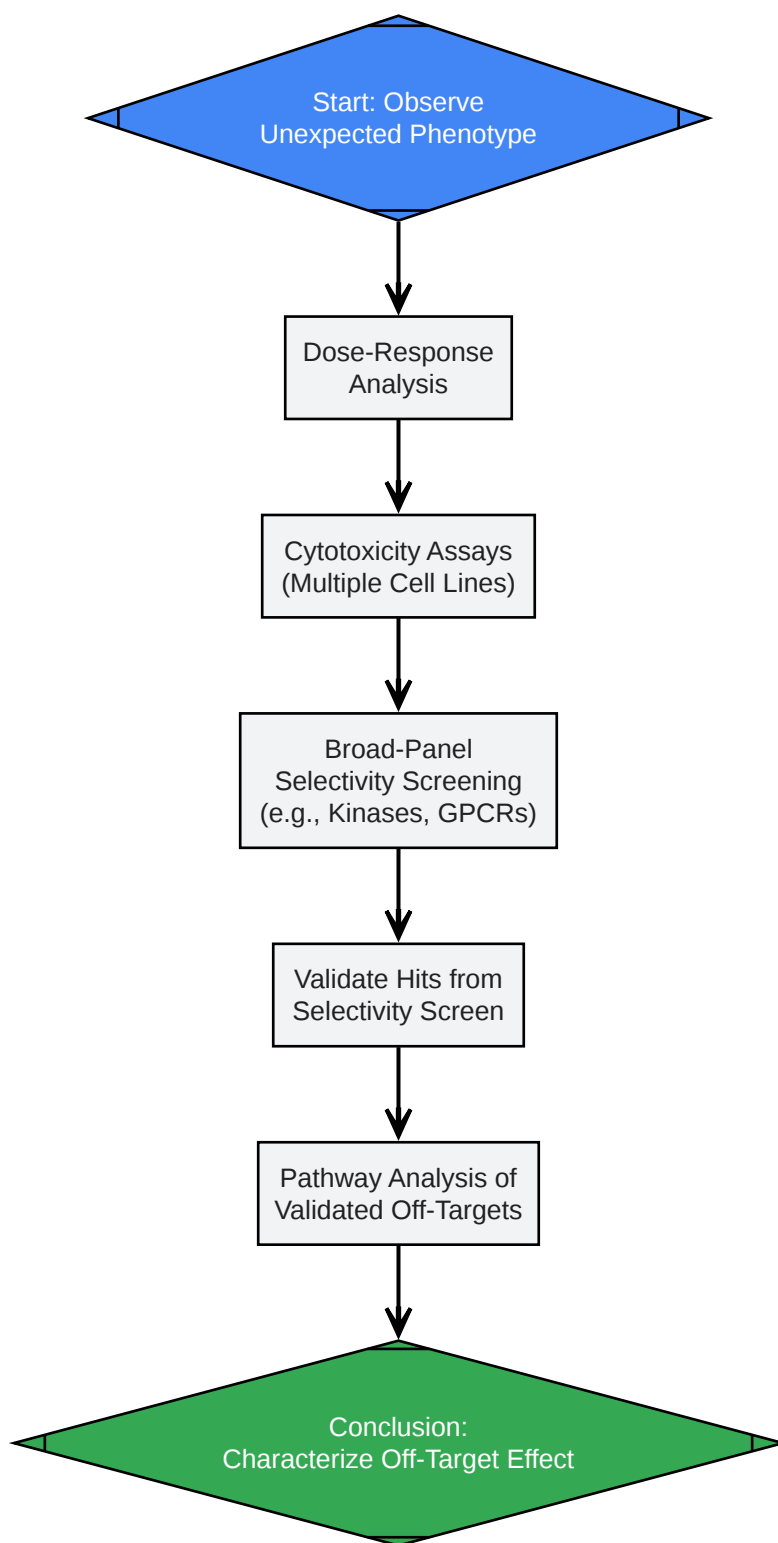 Start: Observe
Unexpected Phenotype
Dose-Response
Analysis
Cytotoxicity Assays
(Multiple Cell Lines)
Broad-Panel
Selectivity Screening
(e.g., Kinases, GPCRs)
Validate Hits from
Selectivity Screen
Pathway Analysis of
Validated Off-Targets
Conclusion:
Characterize Off-Target Effect